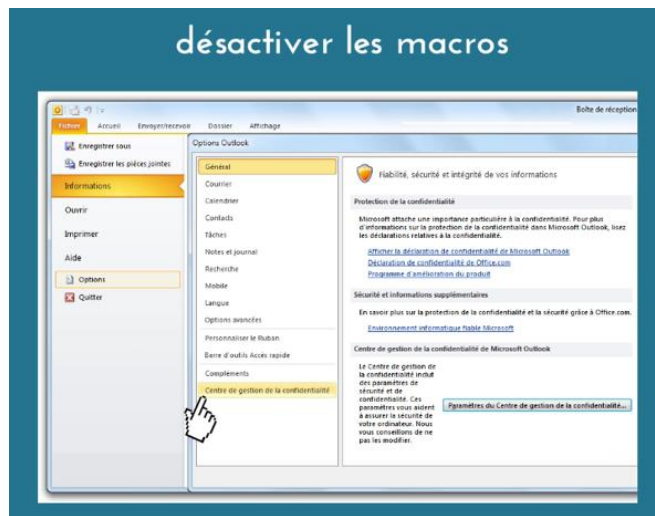 désactiver les macros
Boîte de réception
Fichier Accueil Envoyer/recevoir Dossier Affichage
Enregistrer sous
Enregistrer les pièces jointes
Informations
Ouvrir
Imprimer
Aide
Options
Quitter
Options Outlook
Général
Courrier
Calendrier
Contacts
Tâches
Notes et journal
Recherche
Mobile
Langue
Options avancées
Personnaliser le Ruban
Barre d'outils Accès rapide
Compléments
Centre de gestion de la confidentialité
Fiabilité, sécurité et intégrité de vos informations
Protection de la confidentialité
Microsoft attache une importance particulière à la confidentialité. Pour plus
d'informations sur la protection de la confidentialité dans Microsoft Outlook, lisez
les déclarations relatives à la confidentialité.
Afficher la déclaration de confidentialité de Microsoft Outlook
Déclaration de confidentialité de Office.com
Programme d'amélioration du produit
Sécurité et informations supplémentaires
En savoir plus sur la protection de la confidentialité et la sécurité grâce à Office.com.
Environnement informatique fiable Microsoft
Centre de gestion de la confidentialité de Microsoft Outlook
Le Centre de gestion de
la confidentialité inclut
des paramètres de
sécurité et de
confidentialité. Ces
paramètres vous aident
à assurer la sécurité de
votre ordinateur. Nous
vous conseillons de ne
pas les modifier.
Paramètres du Centre de gestion de la confidentialité...